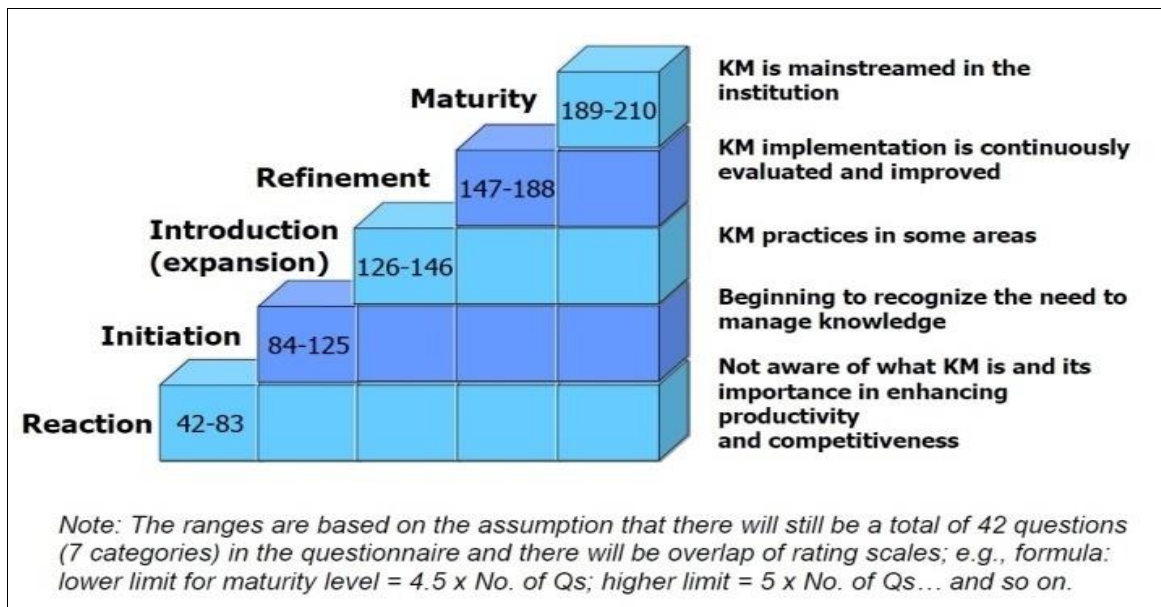 Maturity
189-210
KM is mainstreamed in the
institution
Refinement
147-188
KM implementation is continuously
evaluated and improved
Introduction
(expansion)
126-146
KM practices in some areas
Initiation
84-125
Beginning to recognize the need to
manage knowledge
Reaction
42-83
Not aware of what KM is and its
importance in enhancing
productivity
and competitiveness
Note: The ranges are based on the assumption that there will still be a total of 42 questions
(7 categories) in the questionnaire and there will be overlap of rating scales; e.g., formula:
lower limit for maturity level = 4.5 x No. of Qs; higher limit = 5 x No. of Qs… and so on.